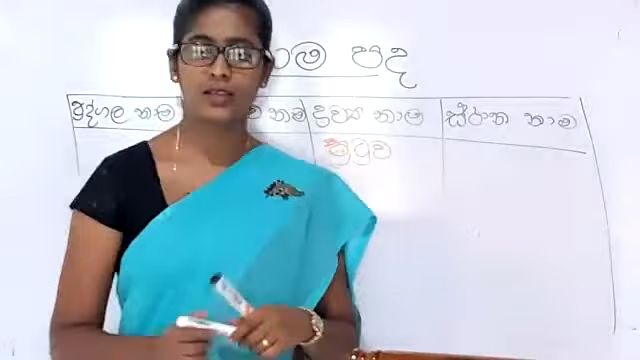 නාම පද
පුද්ගල නාම නාම ද්‍රව්‍ය නාම ස්ථාන නාම
පුටුව